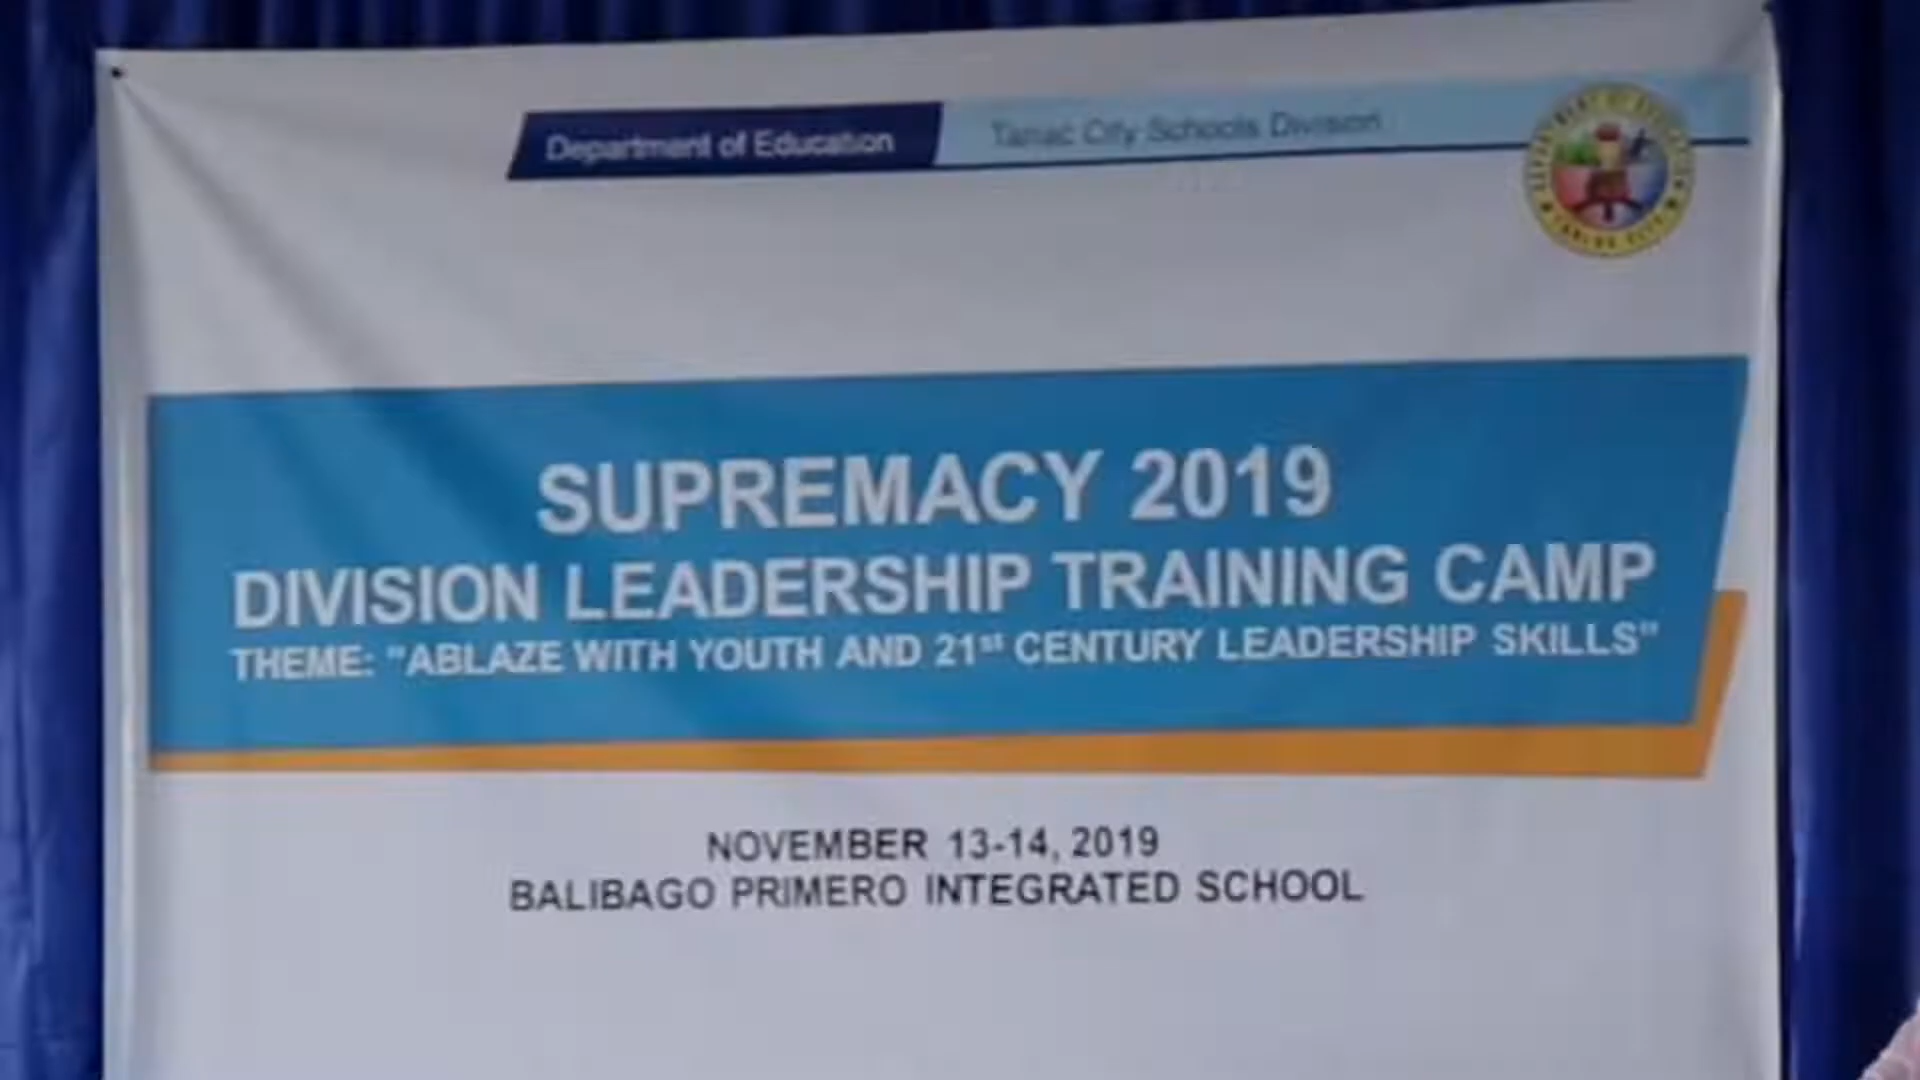 Department of Education
City Schools Division
SUPREMACY 2019
DIVISION LEADERSHIP TRAINING CAMP
THEME: "ABLAZE WITH YOUTH AND 21st CENTURY LEADERSHIP SKILLS"
NOVEMBER 13-14, 2019
BALIBAGO PRIMERO INTEGRATED SCHOOL